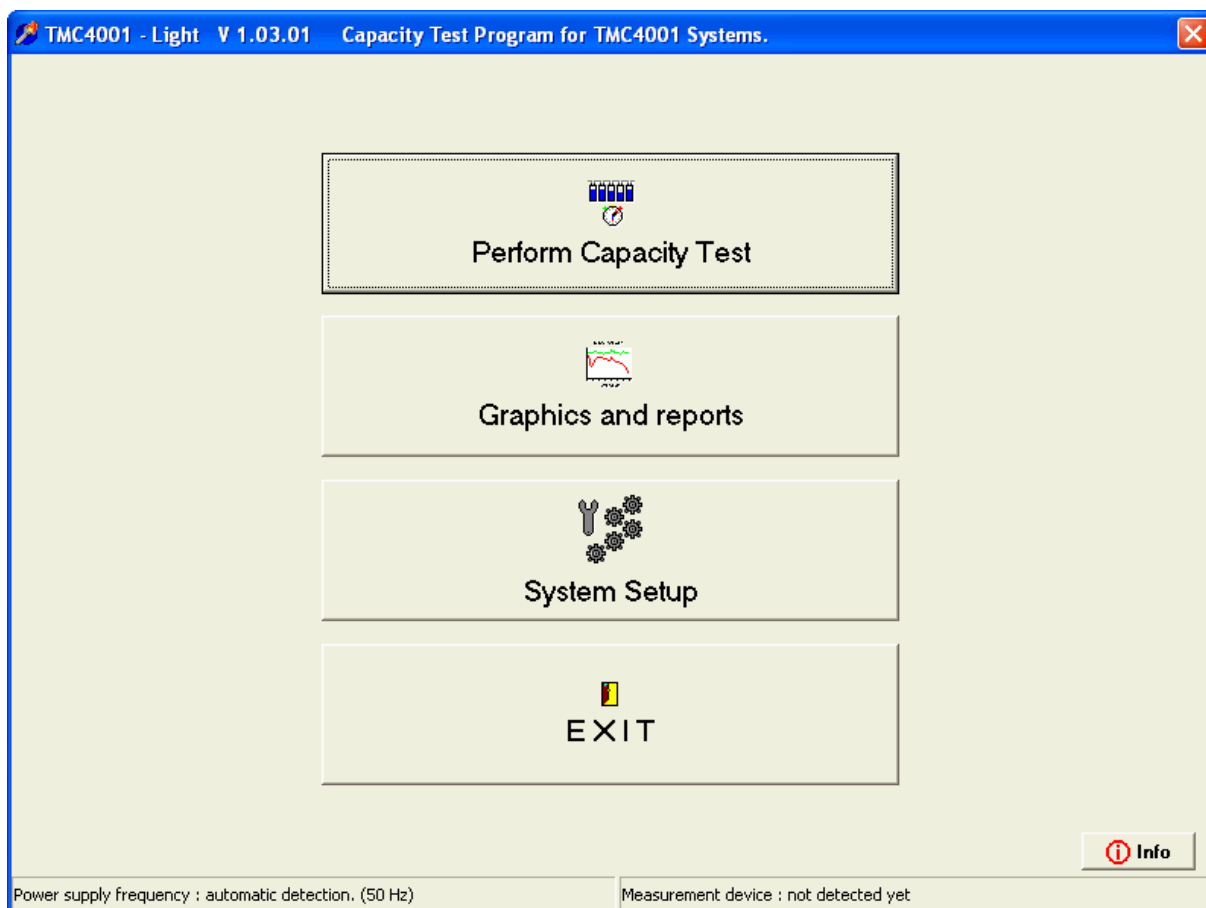 TMC4001 - Light V 1.03.01 Capacity Test Program for TMC4001 Systems.
Perform Capacity Test
Graphics and reports
System Setup
EXIT
Info
Power supply frequency : automatic detection. (50 Hz)
Measurement device : not detected yet